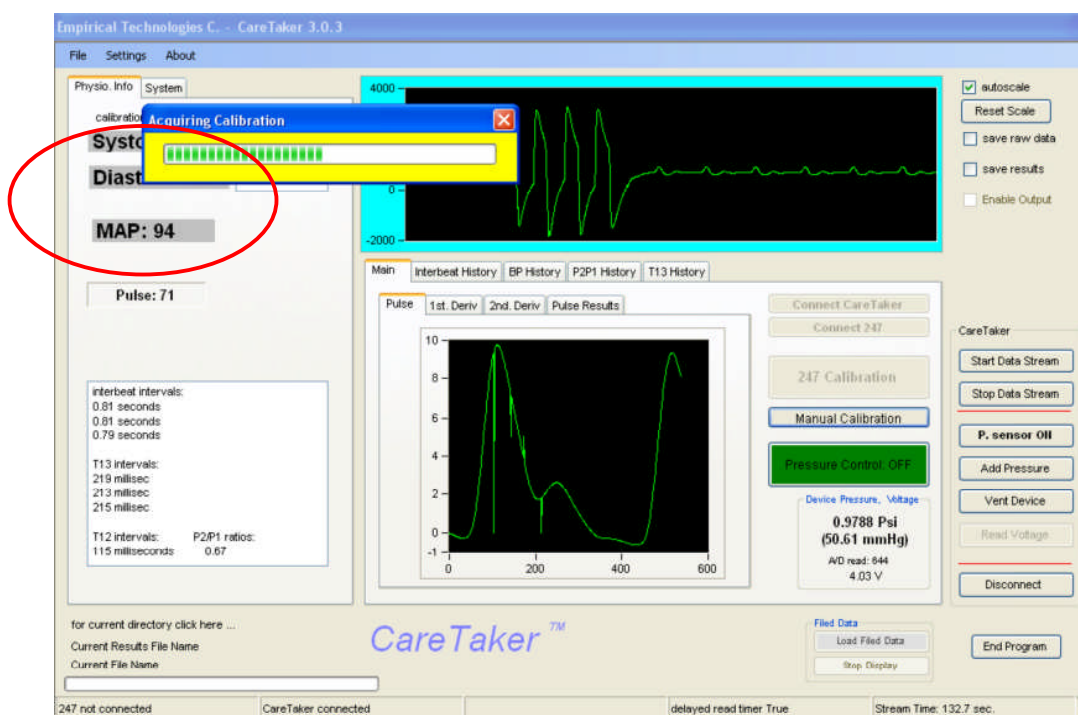 Empirical Technologies C. - CareTaker 3.0.3
File Settings About
Physio. Info System
calibration
Acquiring Calibration
Systo
Diast
MAP: 94
Pulse: 71
interbeat intervals:
0.81 seconds
0.81 seconds
0.79 seconds
T13 intervals:
219 millisec
213 millisec
215 millisec
T12 intervals: P2/P1 ratios:
115 milliseconds 0.67
4000
0
-2000
autoscale
Reset Scale
save raw data
save results
Enable Output
Main Interbeat History BP History P2P1 History T13 History
Pulse 1st. Deriv 2nd. Deriv Pulse Results
10
8
6
4
2
0
-1
0 200 400 600
Connect CareTaker
Connect 247
247 Calibration
Manual Calibration
Pressure Control: OFF
Device Pressure, Voltage
0.9788 Psi
(50.61 mmHg)
A/D read: 644
4.03 V
CareTaker
Start Data Stream
Stop Data Stream
P. sensor Off
Add Pressure
Vent Device
Read Voltage
Disconnect
for current directory click here ...
Current Results File Name
Current File Name
CareTaker ™
Filed Data
Load Filed Data
Stop Display
End Program
247 not connected CareTaker connected delayed read timer True Stream Time: 132.7 sec.